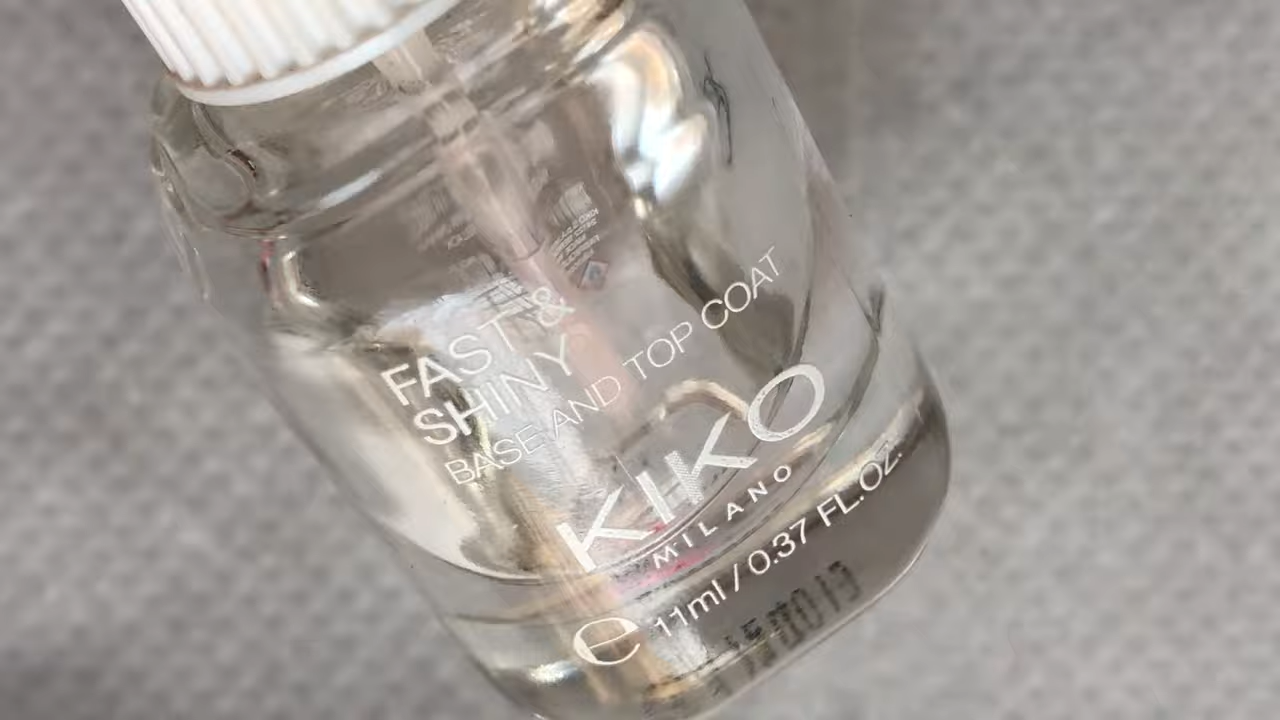 FAST &
SHINY
BASE AND TOP COAT
KIKO
MILANO
e 11ml / 0.37 FL.OZ.